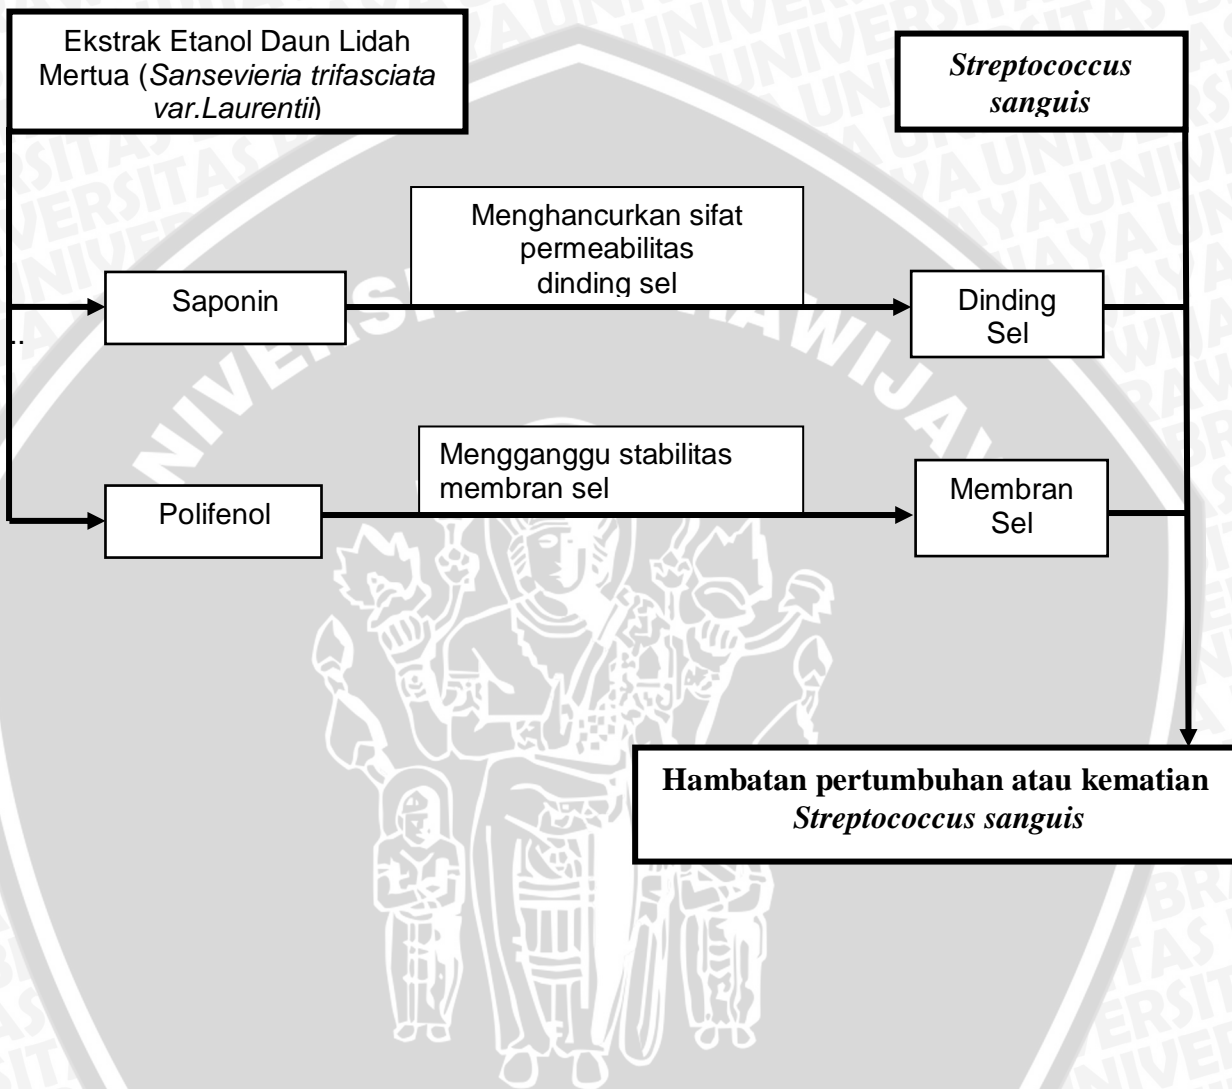 Ekstrak Etanol Daun Lidah
Mertua (Sansevieria trifasciata
var.Laurentii)
Streptococcus
sanguis
Menghancurkan sifat
permeabilitas
dinding sel
Saponin
Dinding
Sel
..
Mengganggu stabilitas
membran sel
Polifenol
Membran
Sel
Hambatan pertumbuhan atau kematian
Streptococcus sanguis